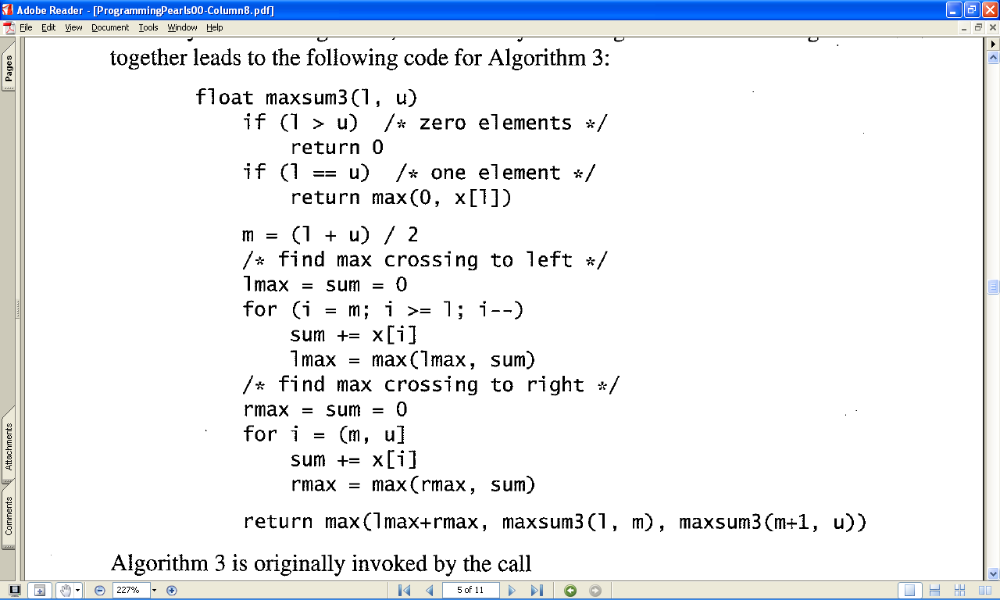 Adobe Reader - [ProgrammingPearls00-Column8.pdf]
File Edit View Document Tools Window Help
together leads to the following code for Algorithm 3:
float maxsum3(l, u)
if (l > u) /* zero elements */
return 0
if (l == u) /* one element */
return max(0, x[l])
m = (l + u) / 2
/* find max crossing to left */
lmax = sum = 0
for (i = m; i >= l; i--)
sum += x[i]
lmax = max(lmax, sum)
/* find max crossing to right */
rmax = sum = 0
for i = (m, u]
sum += x[i]
rmax = max(rmax, sum)
return max(lmax+rmax, maxsum3(l, m), maxsum3(m+1, u))
Algorithm 3 is originally invoked by the call
Pages
Attachments
Comments
227%
5 of 11